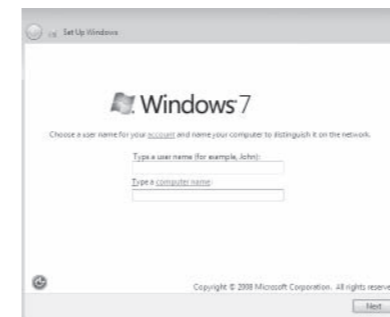 Set Up Windows
Windows 7
Choose a user name for your account and name your computer to distinguish it on the network.
Type a user name (for example, John):
Type a computer name:
Copyright © 2008 Microsoft Corporation. All rights reserve
Next